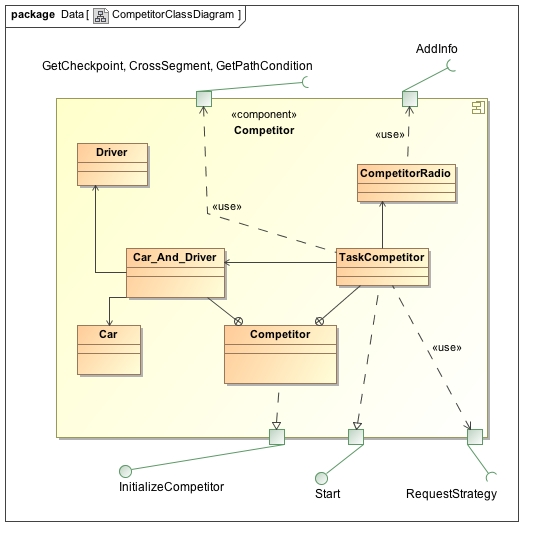 package Data [ CompetitorClassDiagram ]
AddInfo
GetCheckpoint, CrossSegment, GetPathCondition
«component»
Competitor
«use»
Driver
CompetitorRadio
«use»
Car_And_Driver
TaskCompetitor
Car
Competitor
«use»
InitializeCompetitor
Start
RequestStrategy